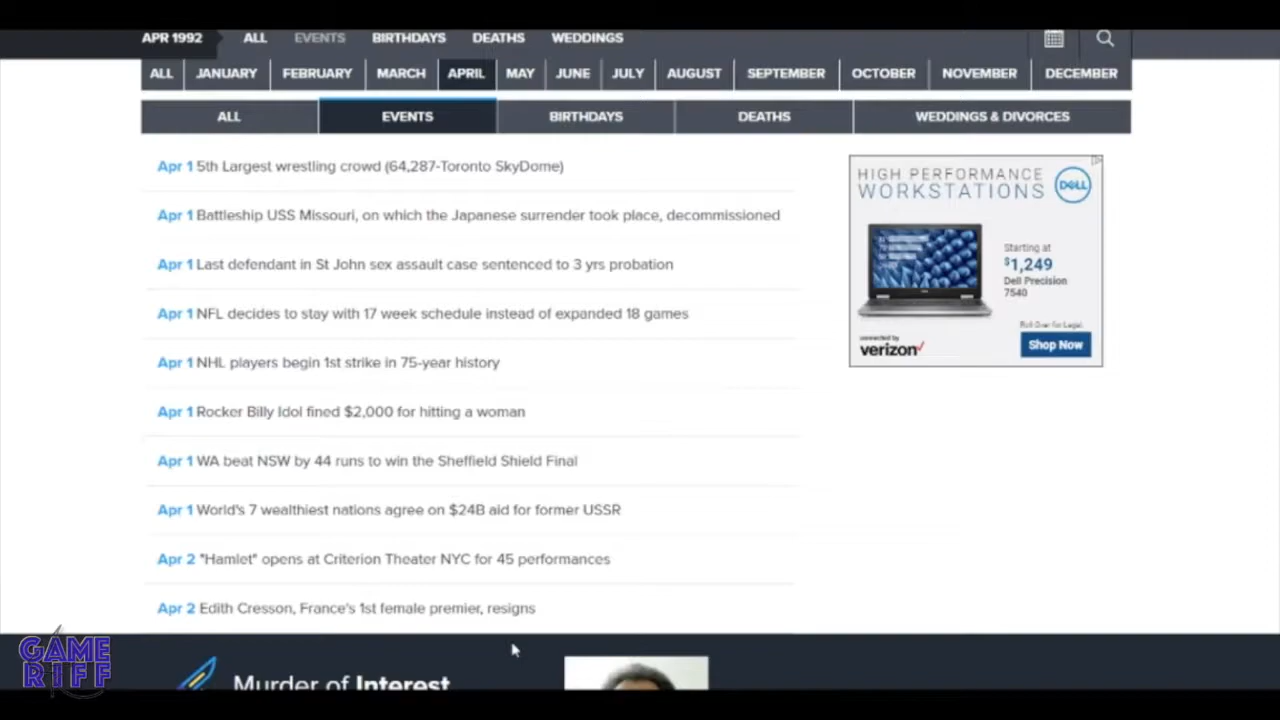 APR 1992 ALL EVENTS BIRTHDAYS DEATHS WEDDINGS
ALL JANUARY FEBRUARY MARCH APRIL MAY JUNE JULY AUGUST SEPTEMBER OCTOBER NOVEMBER DECEMBER
ALL EVENTS BIRTHDAYS DEATHS WEDDINGS & DIVORCES
Apr 1 5th Largest wrestling crowd (64,287-Toronto SkyDome)
Apr 1 Battleship USS Missouri, on which the Japanese surrender took place, decommissioned
Apr 1 Last defendant in St John sex assault case sentenced to 3 yrs probation
Apr 1 NFL decides to stay with 17 week schedule instead of expanded 18 games
Apr 1 NHL players begin 1st strike in 75-year history
Apr 1 Rocker Billy Idol fined $2,000 for hitting a woman
Apr 1 WA beat NSW by 44 runs to win the Sheffield Shield Final
Apr 1 World's 7 wealthiest nations agree on $24B aid for former USSR
Apr 2 "Hamlet" opens at Criterion Theater NYC for 45 performances
Apr 2 Edith Cresson, France's 1st female premier, resigns
HIGH PERFORMANCE
WORKSTATIONS
DELL
Starting at
$1,249
Dell Precision
7540
Roll Over for Legal
connected by
verizon
Shop Now
Murder of Interest
GAME
RIFF